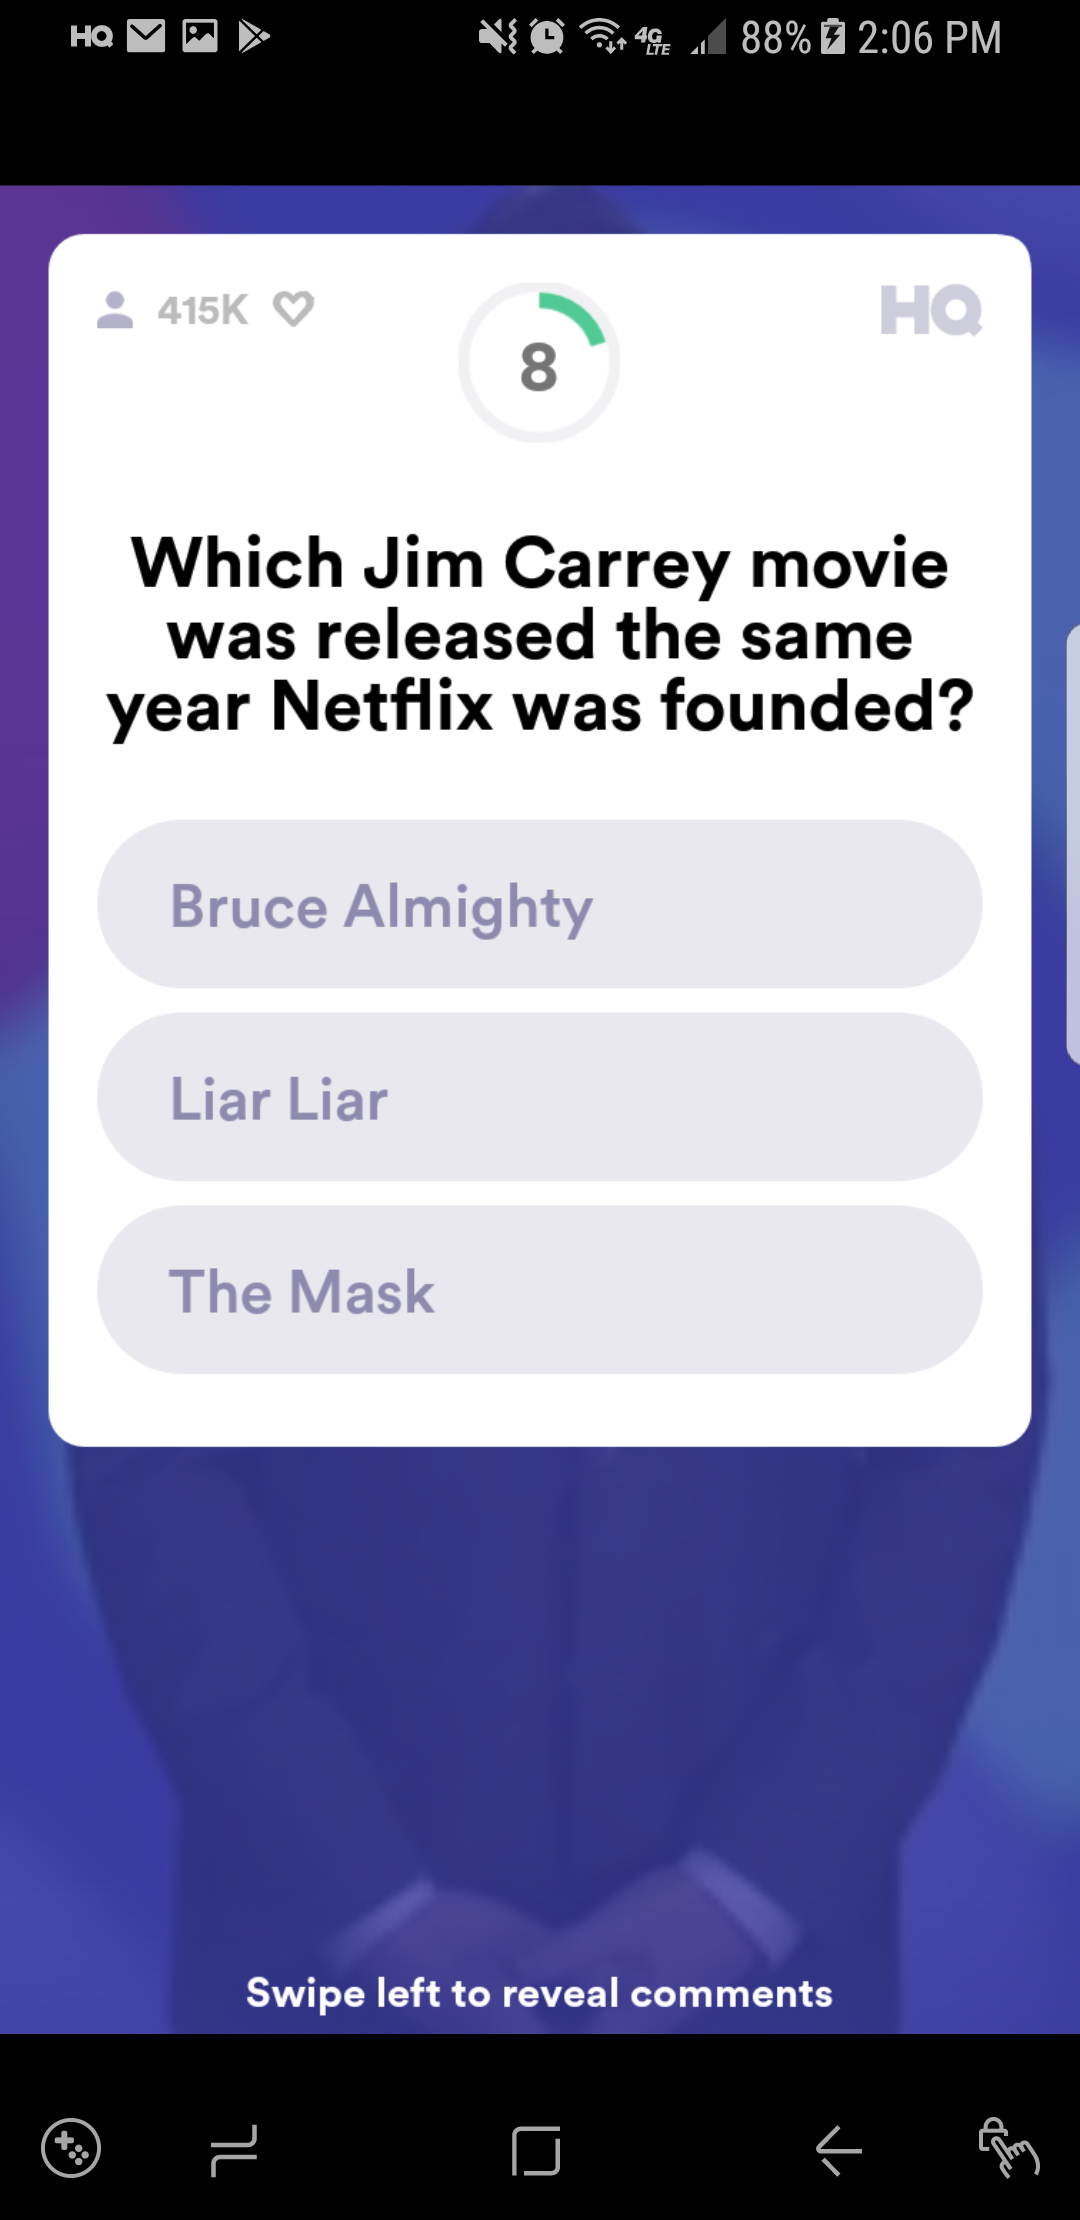 HQ 4G LTE 88% 2:06 PM
415K 8 HQ
Which Jim Carrey movie
was released the same
year Netflix was founded?
Bruce Almighty
Liar Liar
The Mask
Swipe left to reveal comments